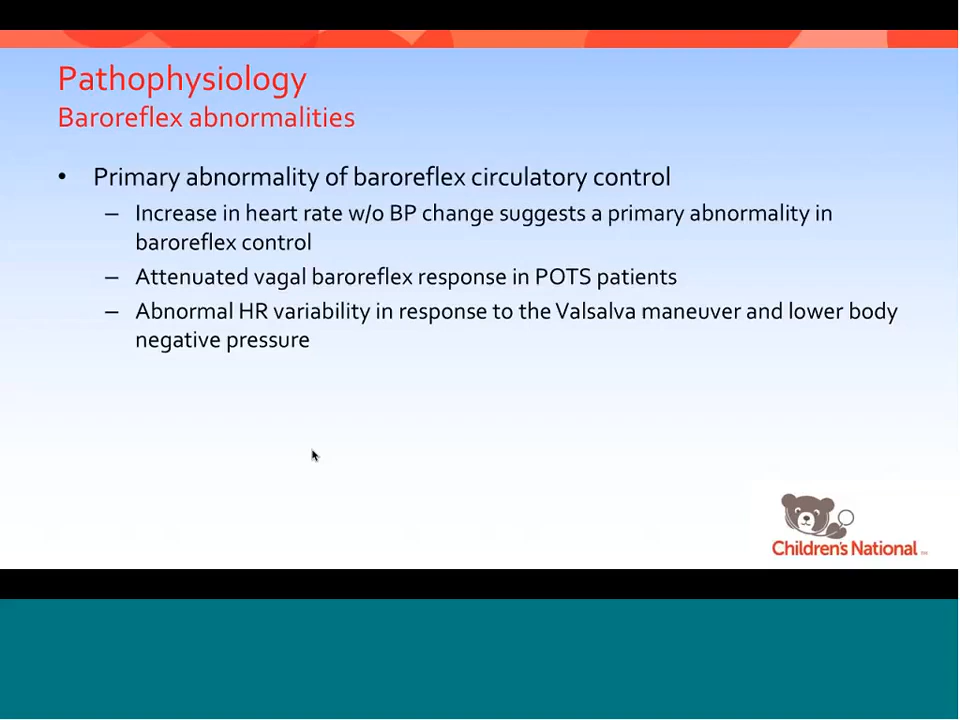 Pathophysiology
Baroreflex abnormalities
• Primary abnormality of baroreflex circulatory control
– Increase in heart rate w/o BP change suggests a primary abnormality in
baroreflex control
– Attenuated vagal baroreflex response in POTS patients
– Abnormal HR variability in response to the Valsalva maneuver and lower body
negative pressure
Children's National ™